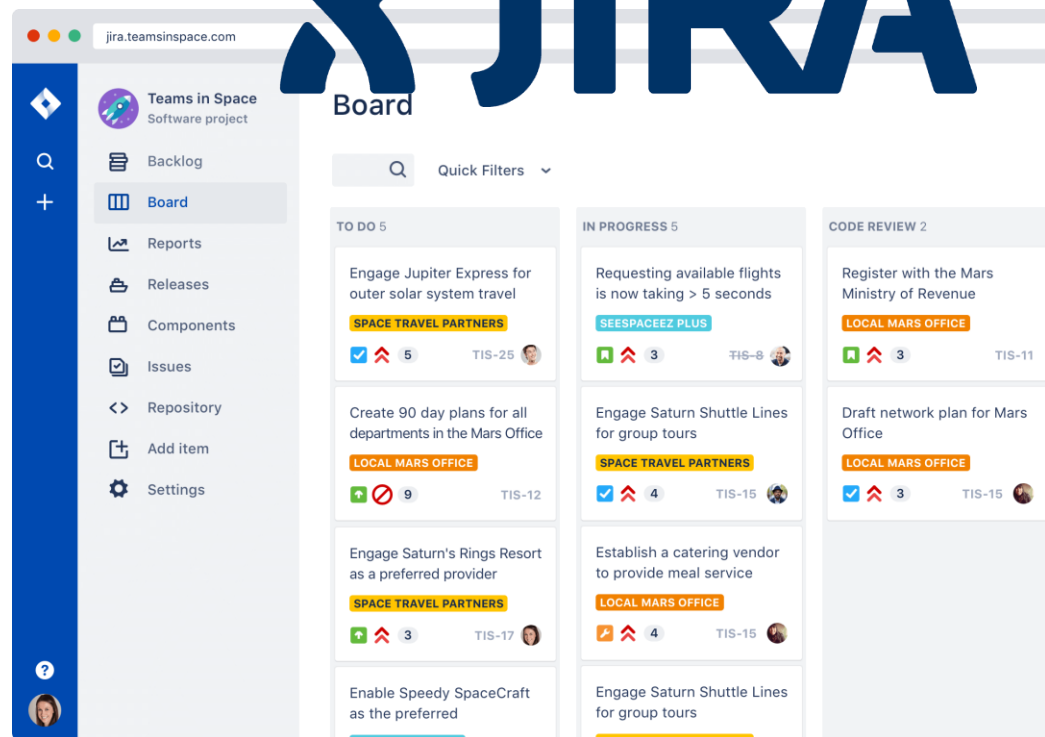 JIRA
jira.teamsinspace.com
Teams in Space
Software project
Backlog
Board
Reports
Releases
Components
Issues
Repository
Add item
Settings
?
Board
Quick Filters
TO DO 5
Engage Jupiter Express for
outer solar system travel
SPACE TRAVEL PARTNERS
5 TIS-25
Create 90 day plans for all
departments in the Mars Office
LOCAL MARS OFFICE
9 TIS-12
Engage Saturn's Rings Resort
as a preferred provider
SPACE TRAVEL PARTNERS
3 TIS-17
Enable Speedy SpaceCraft
as the preferred
IN PROGRESS 5
Requesting available flights
is now taking > 5 seconds
SEESPACEEZ PLUS
3 TIS-8
Engage Saturn Shuttle Lines
for group tours
SPACE TRAVEL PARTNERS
4 TIS-15
Establish a catering vendor
to provide meal service
LOCAL MARS OFFICE
4 TIS-15
Engage Saturn Shuttle Lines
for group tours
CODE REVIEW 2
Register with the Mars
Ministry of Revenue
LOCAL MARS OFFICE
3 TIS-11
Draft network plan for Mars
Office
LOCAL MARS OFFICE
3 TIS-15